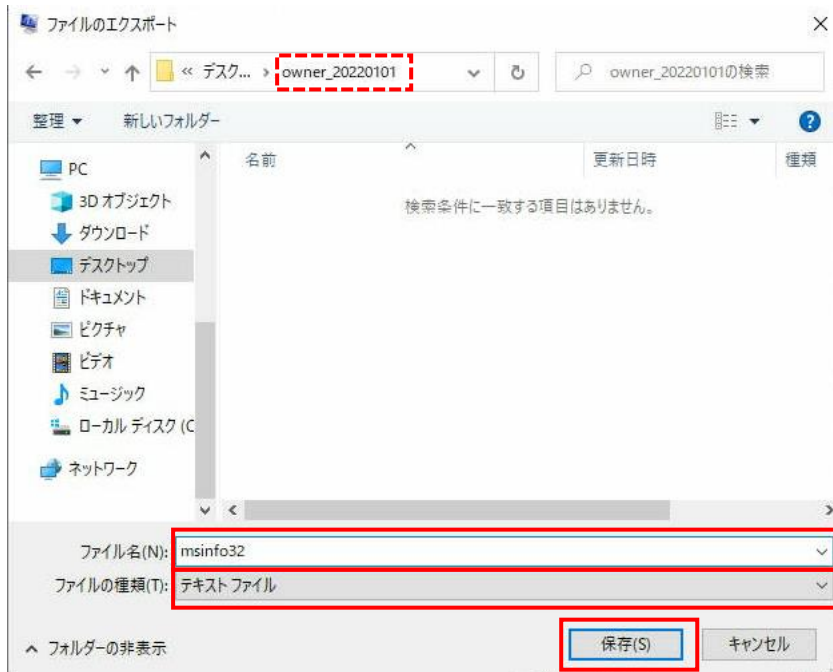 ファイルのエクスポート
« デスク... › owner_20220101
owner_20220101の検索
整理
新しいフォルダー
名前
更新日時
種類
検索条件に一致する項目はありません。
PC
3D オブジェクト
ダウンロード
デスクトップ
ドキュメント
ピクチャ
ビデオ
ミュージック
ローカル ディスク (C
ネットワーク
ファイル名(N): msinfo32
ファイルの種類(T): テキスト ファイル
フォルダーの非表示
保存(S)
キャンセル